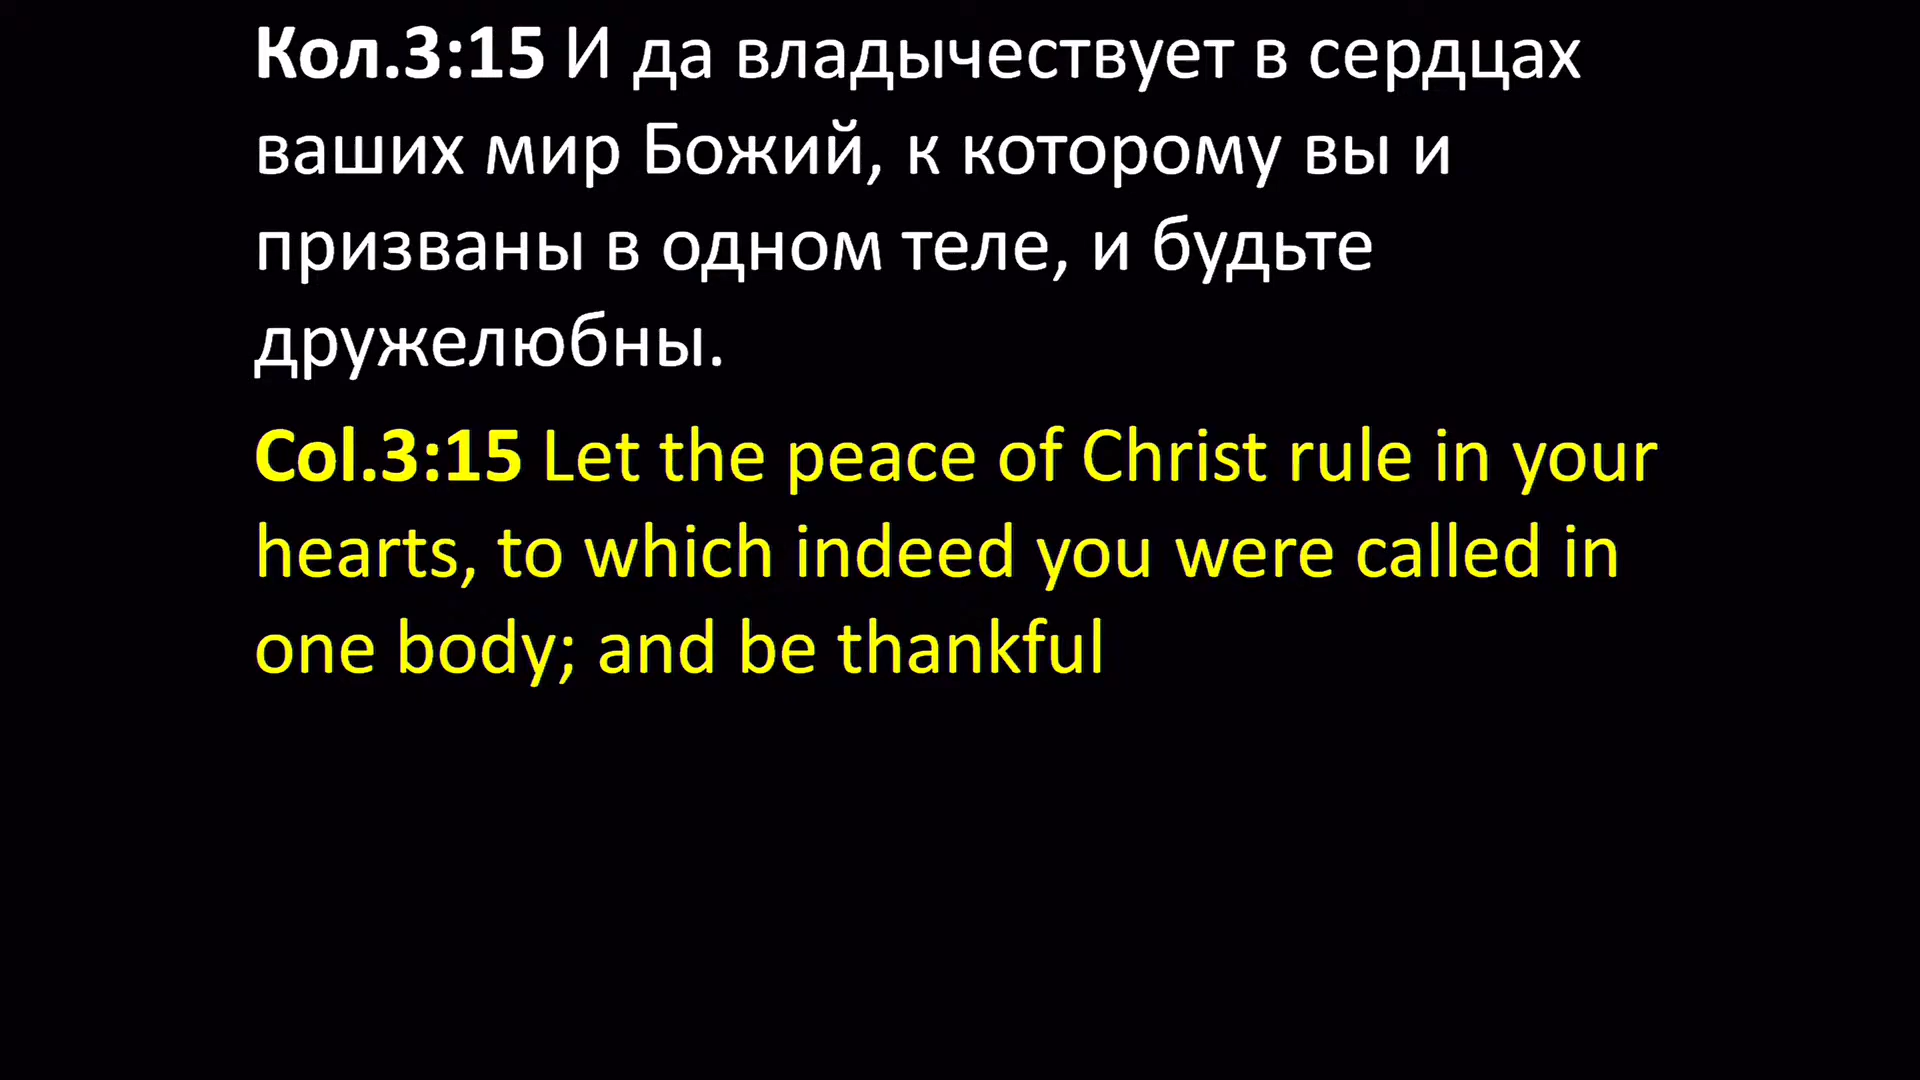 Кол.3:15 И да владычествует в сердцах
ваших мир Божий, к которому вы и
призваны в одном теле, и будьте
дружелюбны.
Col.3:15 Let the peace of Christ rule in your
hearts, to which indeed you were called in
one body; and be thankful